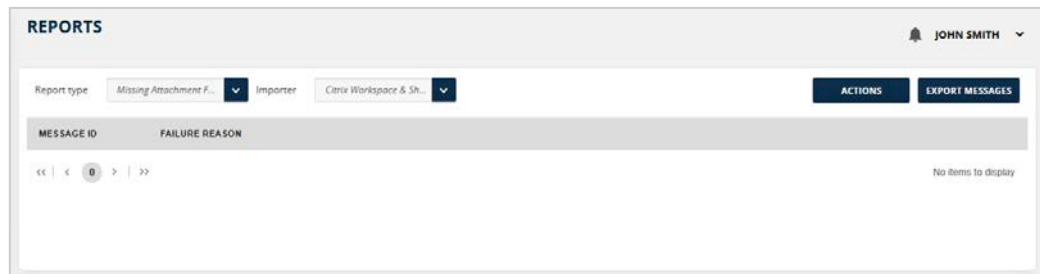 REPORTS
JOHN SMITH
Report type Missing Attachment F... Importer Citrix Workspace & Sh... ACTIONS EXPORT MESSAGES
MESSAGE ID FAILURE REASON
<< | < 0 > | >> No items to display